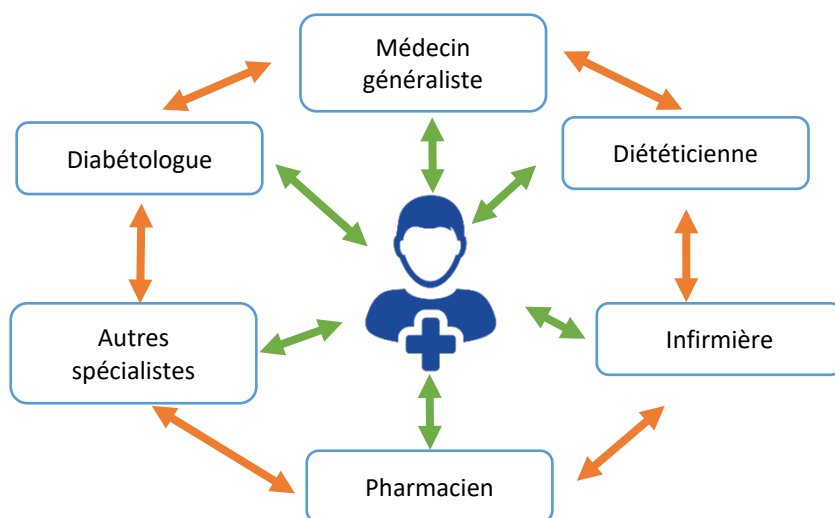 Médecin
généraliste
Diabétologue
Diététicienne
Autres
spécialistes
Infirmière
Pharmacien